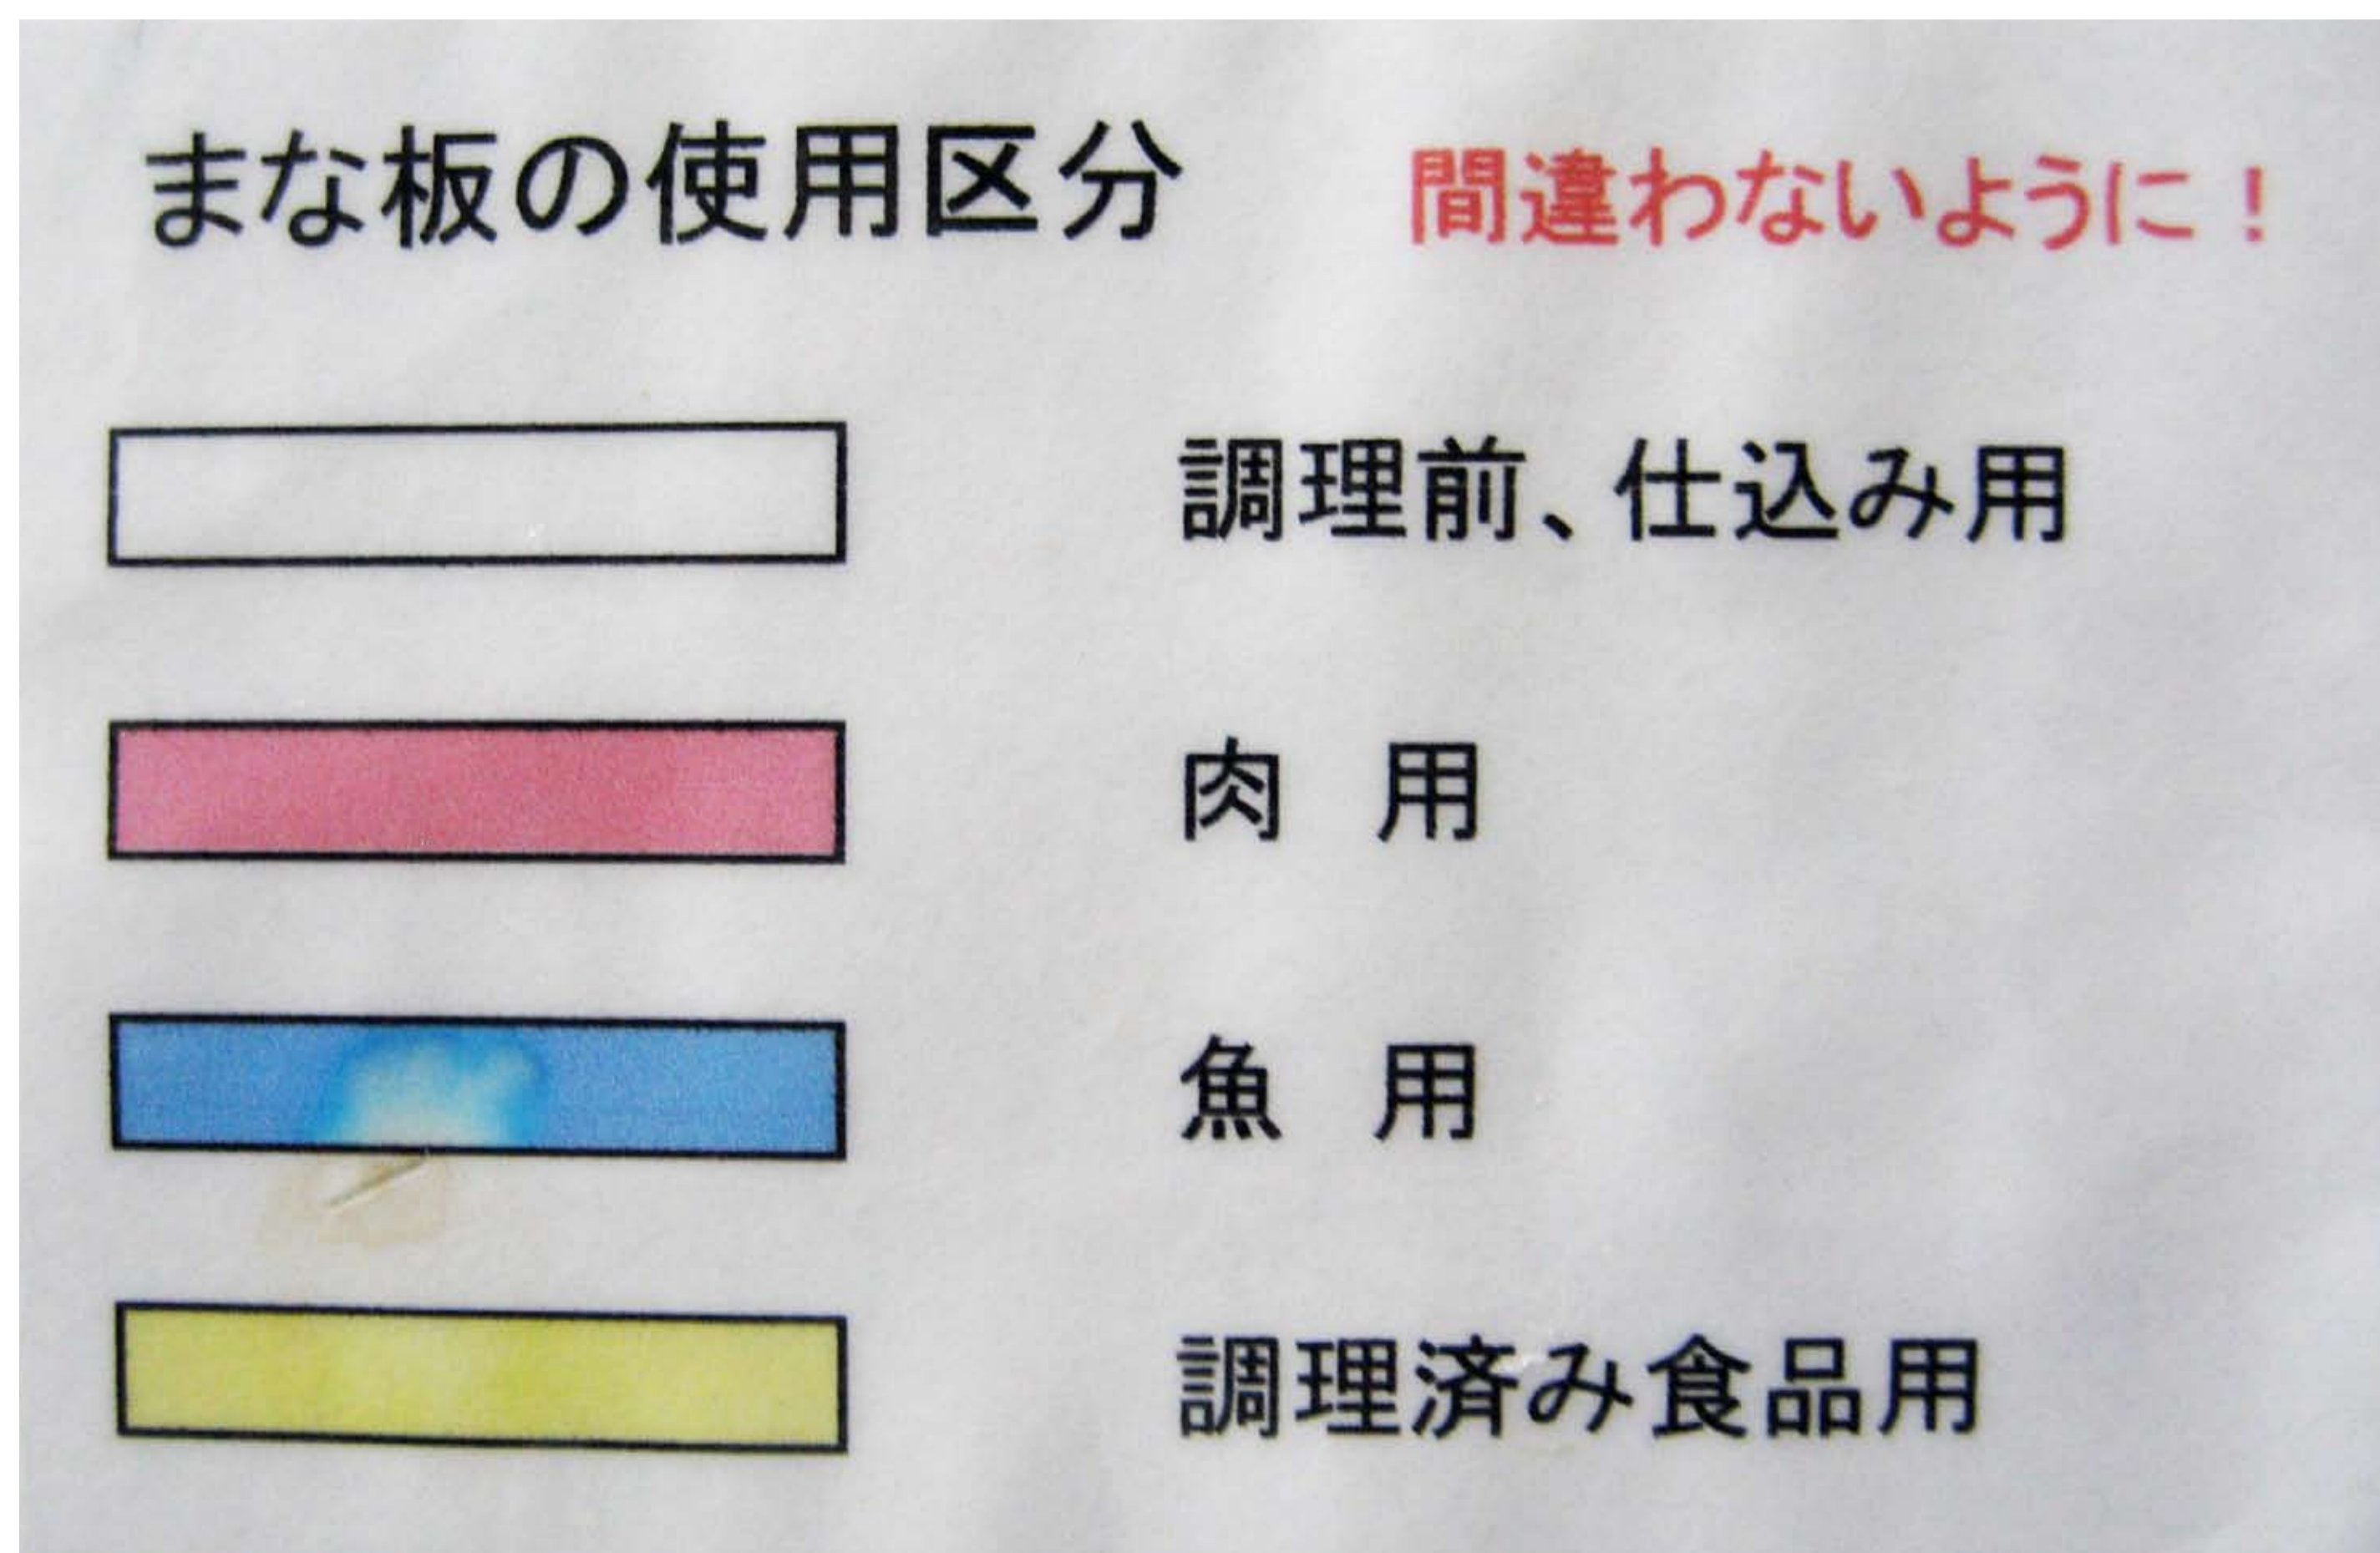 まな板の使用区分 間違わないように！
調理前、仕込み用
肉 用
魚 用
調理済み食品用